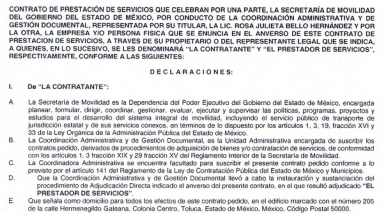 CONTRATO DE PRESTACIÓN DE SERVICIOS QUE CELEBRAN POR UNA PARTE, LA SECRETARÍA DE MOVILIDAD
DEL GOBIERNO DEL ESTADO DE MÉXICO, POR CONDUCTO DE LA COORDINACIÓN ADMINISTRATIVA Y DE
GESTIÓN DOCUMENTAL, REPRESENTADA POR SU TITULAR, LA LIC. ROSA JULIETA BELLO HERNÁNDEZ Y POR
LA OTRA, LA EMPRESA Y/O PERSONA FISICA QUE SE ENUNCIA EN EL ANVERSO DE ESTE CONTRATO DE
PRESTACION DE SERVICIOS, A TRAVÉS DE SU PROPIETARIO O DEL REPRESENTANTE LEGAL QUE SE INDICA,
A QUIENES, EN LO SUCESIVO, SE LES DENOMINARÁ "LA CONTRATANTE" Y "EL PRESTADOR DE SERVICIOS",
RESPECTIVAMENTE, CONFORME A LAS SIGUIENTES:
D E C L A R A C I O N E S:
I. De "LA CONTRATANTE":
A. La Secretaría de Movilidad es la Dependencia del Poder Ejecutivo del Gobierno del Estado de México, encargada
planear, formular, dirigir, coordinar, gestionar, evaluar, ejecutar y supervisar las políticas, programas, proyectos y
estudios para el desarrollo del sistema integral de movilidad, incluyendo el servicio público de transporte de
jurisdicción estatal y de sus servicios conexos, en términos de lo dispuesto por los artículos 1, 3, 19, fracción XVI y
33 de la Ley Orgánica de la Administración Pública del Estado de México.
B. La Coordinación Administrativa y de Gestión Documental, es la Unidad Administrativa encargada de suscribir los
contratos, derivados de procedimientos de adquisición de bienes y/o contratación de servicios, de conformidad
con los artículos 1, 3 fracción XX y 29 fracción XV del Reglamento Interior de la Secretaría de Movilidad.
C. La Coordinadora Administrativa se encuentra facultado para suscribir el presente contrato pedido conforme a lo
previsto por el artículo 141 del Reglamento de la Ley de Contratación Pública del Estado de México y Municipios.
D. Que la Coordinación Administrativa y de Gestión Documental llevó a cabo la instauración y sustanciación del
procedimiento de Adjudicación Directa indicado al anverso del presente contrato, en el que resultó adjudicado "EL
PRESTADOR DE SERVICIOS".
E. Que señala como domicilio para todos los efectos de este contrato pedido, en el edificio marcado con el número 205
de la calle Hermenegildo Galeana, Colonia Centro, Toluca, Estado de México. México, Código Postal 50000.